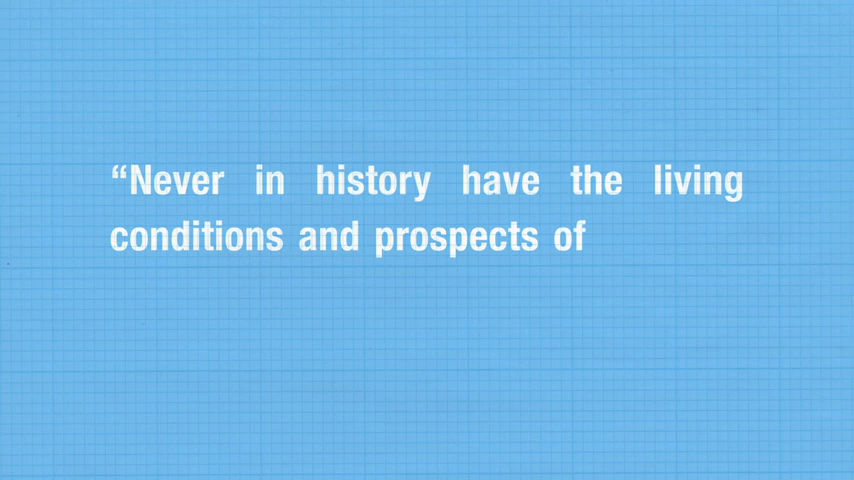 “Never in history have the living
conditions and prospects of